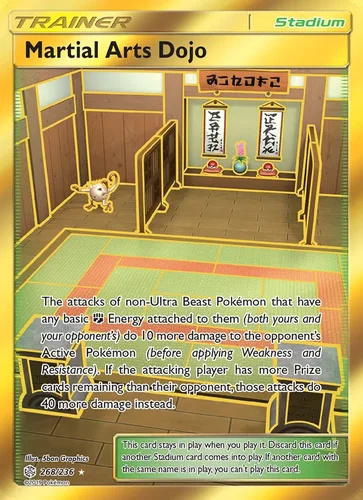 TRAINER Stadium
Martial Arts Dojo
The attacks of non-Ultra Beast Pokémon that have
any basic Energy attached to them (both yours and
your opponent's) do 10 more damage to the opponent's
Active Pokémon (before applying Weakness and
Resistance). If the attacking player has more Prize
cards remaining than their opponent, those attacks do
40 more damage instead.
Illus. 5ban Graphics
268/236
©2019 Pokémon
This card stays in play when you play it. Discard this card if
another Stadium card comes into play. If another card with
the same name is in play, you can't play this card.